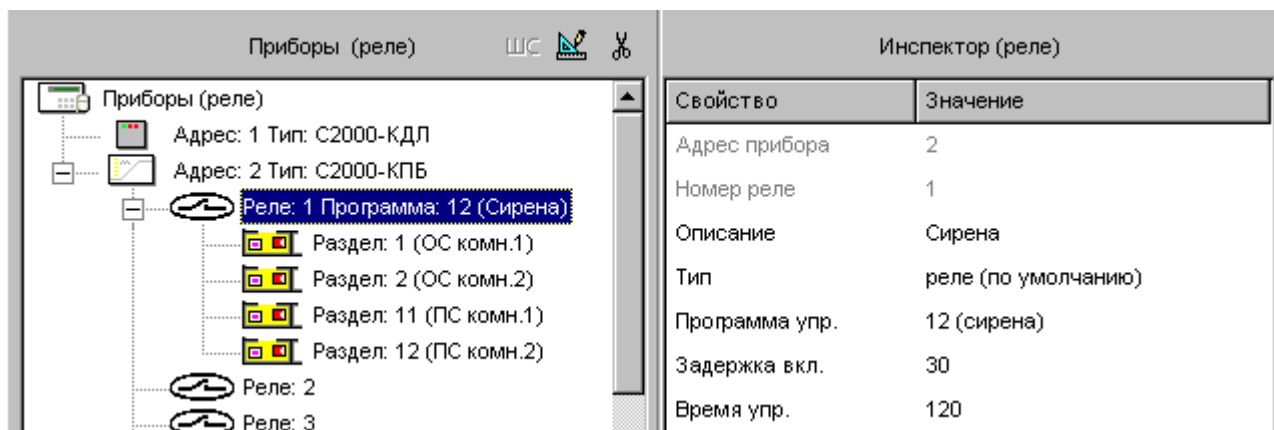 Приборы (реле) ШС
Приборы (реле)
Адрес: 1 Тип: С2000-КДЛ
Адрес: 2 Тип: С2000-КПБ
Реле: 1 Программа: 12 (Сирена)
Раздел: 1 (ОС комн.1)
Раздел: 2 (ОС комн.2)
Раздел: 11 (ПС комн.1)
Раздел: 12 (ПС комн.2)
Реле: 2
Реле: 3
Инспектор (реле)
Свойство Значение
Адрес прибора 2
Номер реле 1
Описание Сирена
Тип реле (по умолчанию)
Программа упр. 12 (сирена)
Задержка вкл. 30
Время упр. 120